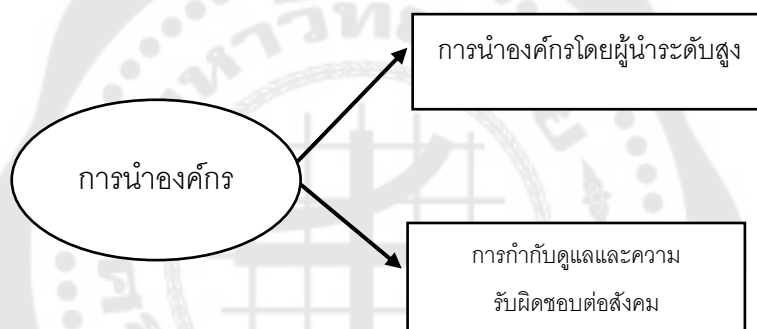 การนำองค์กรโดยผู้นำระดับสูง
การนำองค์กร
การกำกับดูแลและความ
รับผิดชอบต่อสังคม